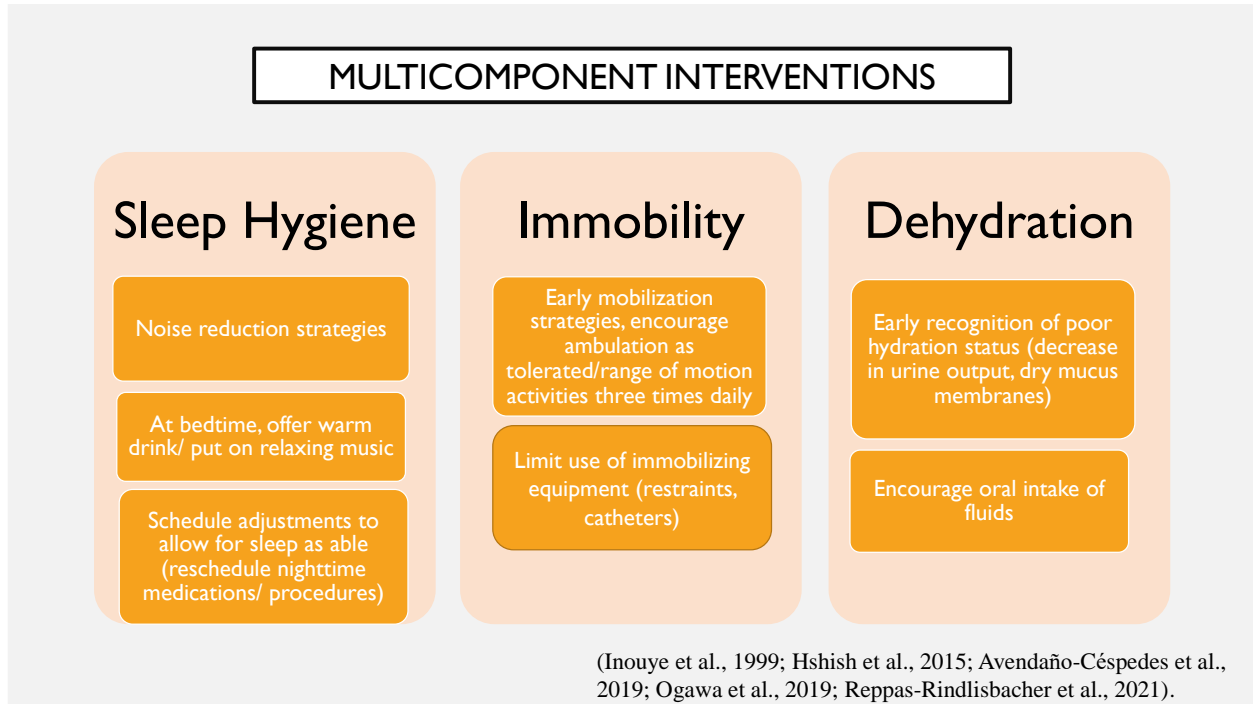 MULTICOMPONENT INTERVENTIONS
Sleep Hygiene
Noise reduction strategies
At bedtime, offer warm
drink/ put on relaxing music
Schedule adjustments to
allow for sleep as able
(reschedule nighttime
medications/ procedures)
Immobility
Early mobilization
strategies, encourage
ambulation as
tolerated/range of motion
activities three times daily
Limit use of immobilizing
equipment (restraints,
catheters)
Dehydration
Early recognition of poor
hydration status (decrease
in urine output, dry mucus
membranes)
Encourage oral intake of
fluids
(Inouye et al., 1999; Hshish et al., 2015; Avendaño-Céspedes et al.,
2019; Ogawa et al., 2019; Reppas-Rindlisbacher et al., 2021).